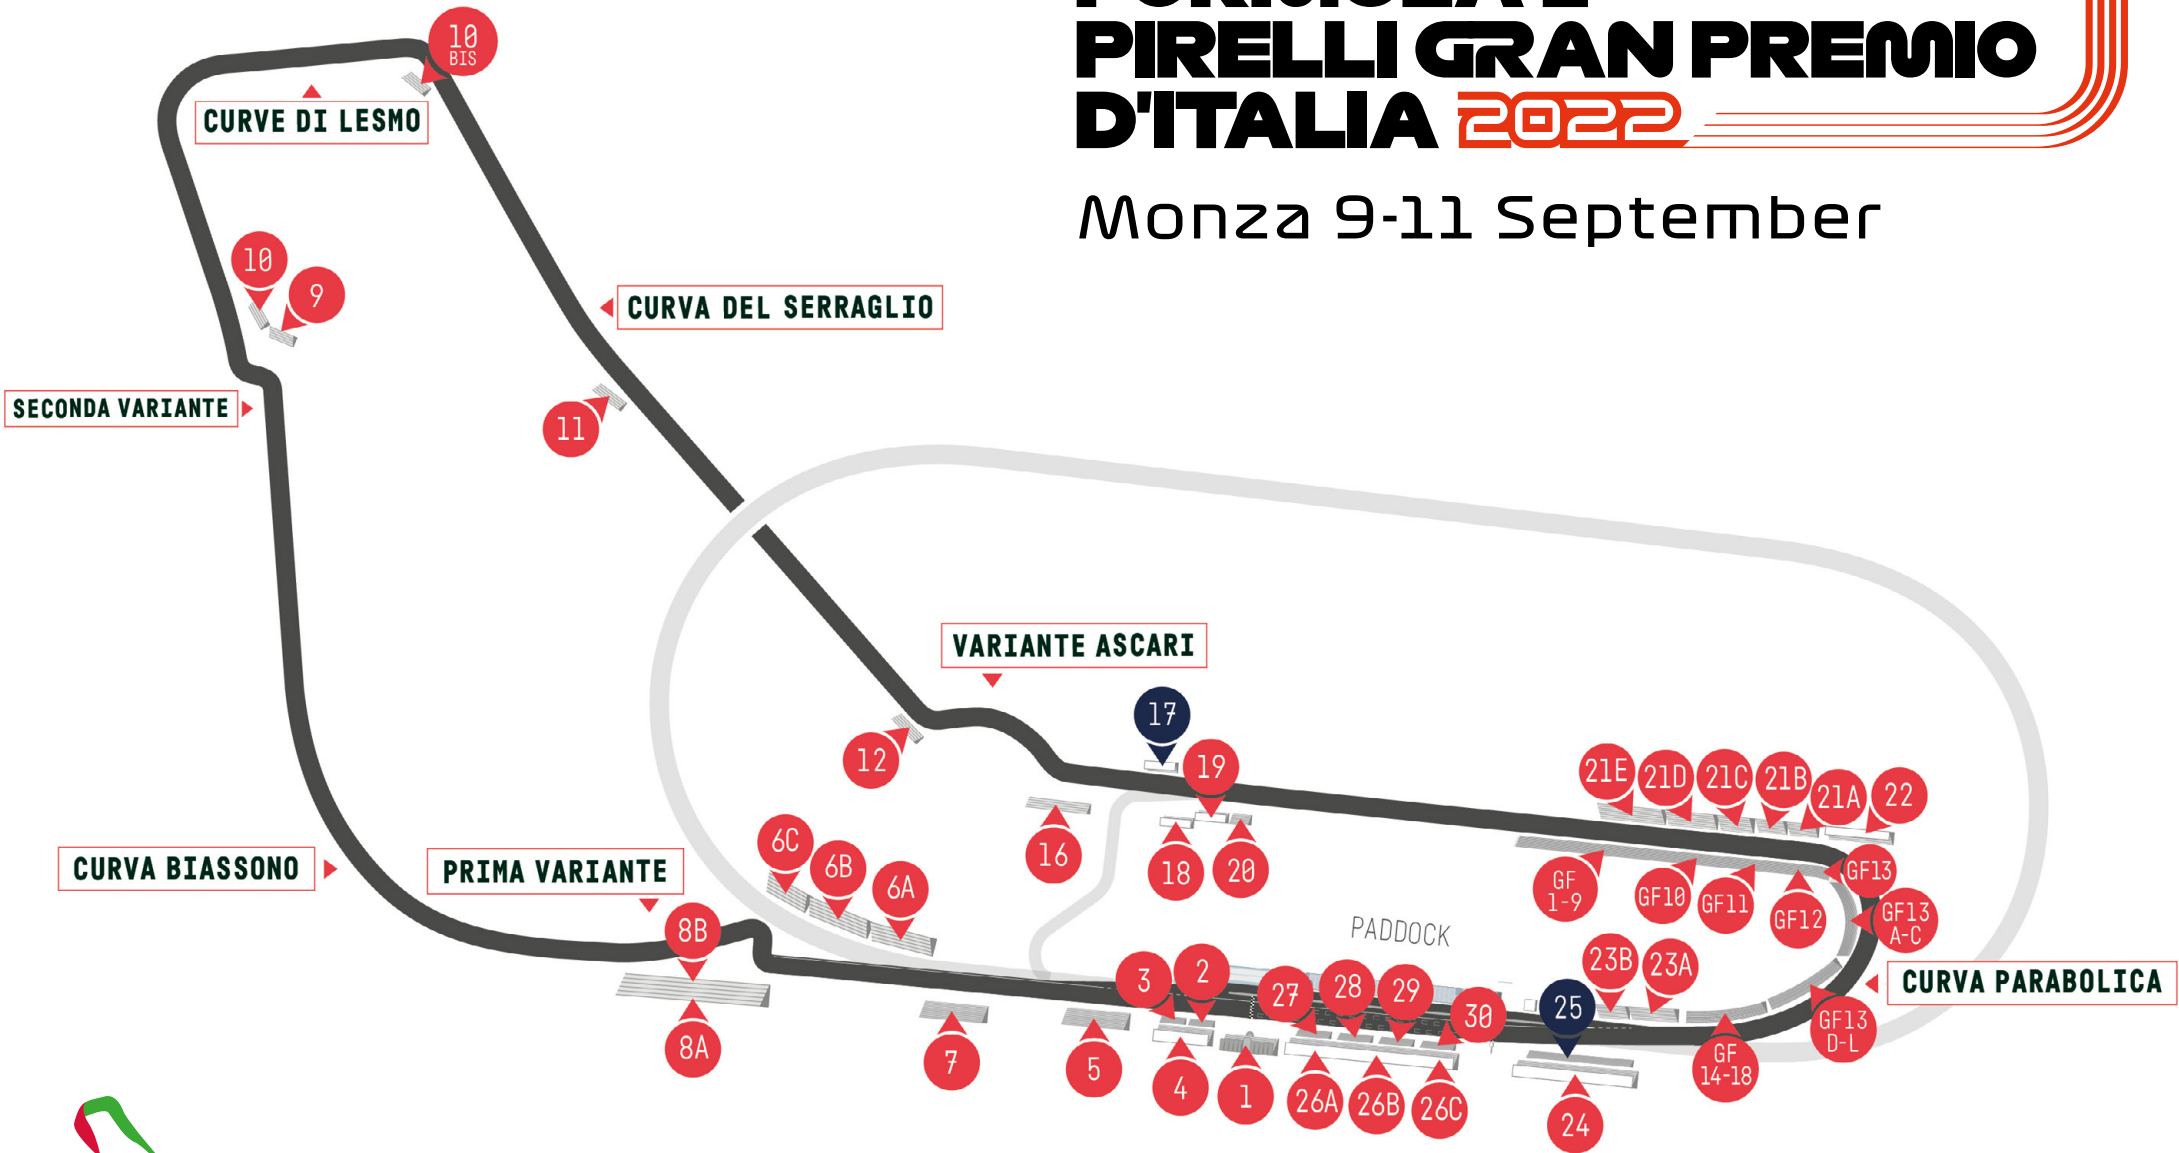 PIRELLI GRAN PREMIO
D'ITALIA 2022
Monza 9-11 September
10
BIS
CURVE DI LESMO
10
9
CURVA DEL SERRAGLIO
SECONDA VARIANTE
11
VARIANTE ASCARI
17
12
19
21E
21D
21C
21B
21A
22
16
18
20
6C
6B
6A
CURVA BIASSONO
PRIMA VARIANTE
8B
8A
GF
1-9
GF10
GF11
GF12
GF13
GF13
A-C
PADDOCK
23B
23A
CURVA PARABOLICA
3
2
27
28
29
30
25
GF13
D-L
GF
14-18
7
5
4
1
26A
26B
26C
24